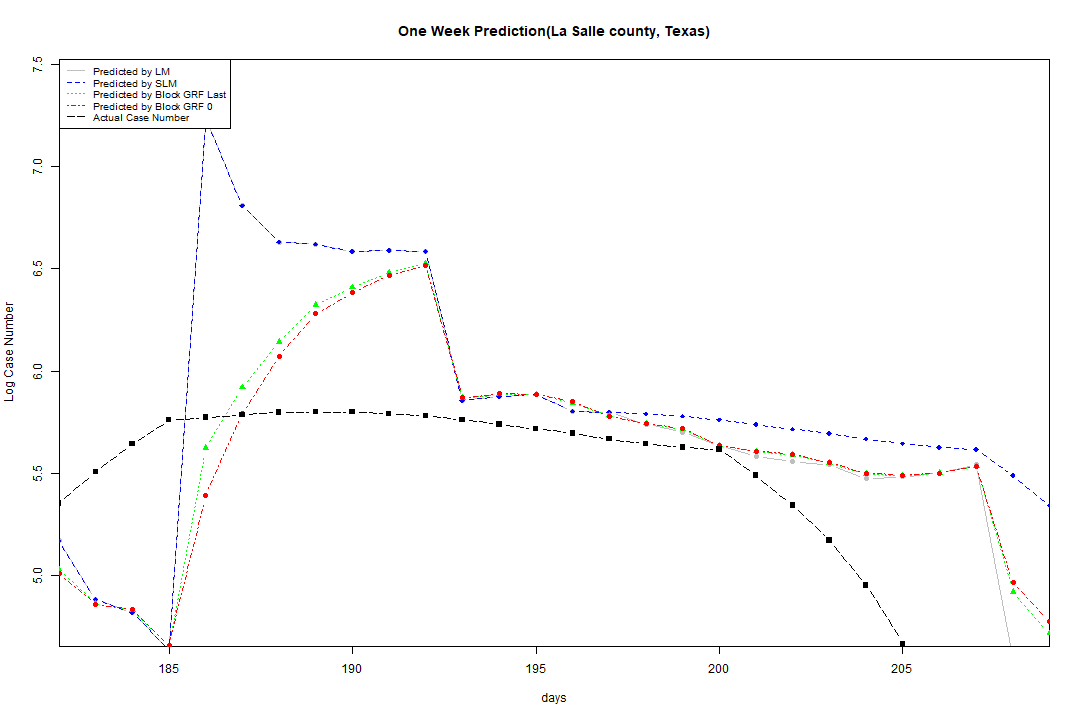 One Week Prediction(La Salle county, Texas)
Predicted by LM
Predicted by SLM
Predicted by Block GRF Last
Predicted by Block GRF 0
Actual Case Number
7.5
7.0
6.5
6.0
5.5
5.0
Log Case Number
185 190 195 200 205
days